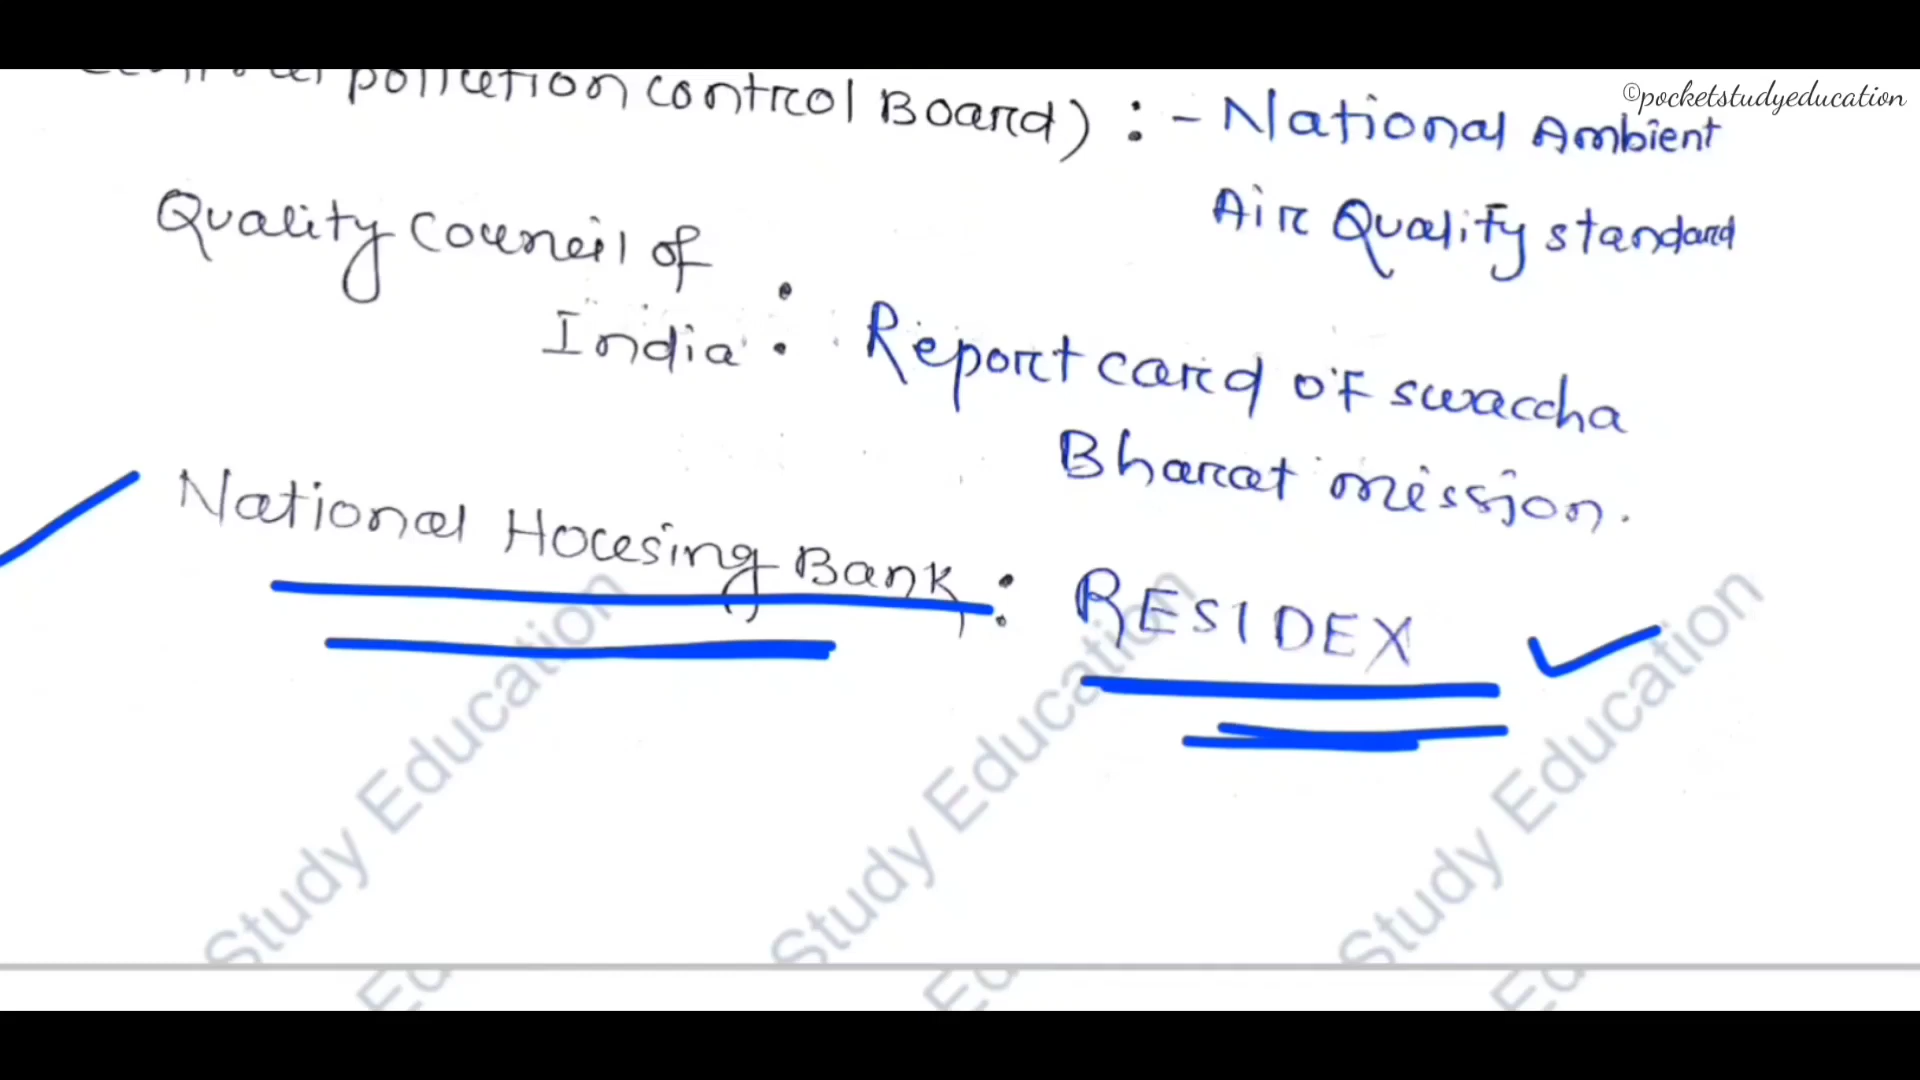 ©pocketstudyeducation
Central pollution control Board) :- National Ambient
Air Quality standard
Quality Council of
India : Report card of swaccha
Bharat mission.
National Housing Bank : RESIDEX
Study Education Study Education Study Education